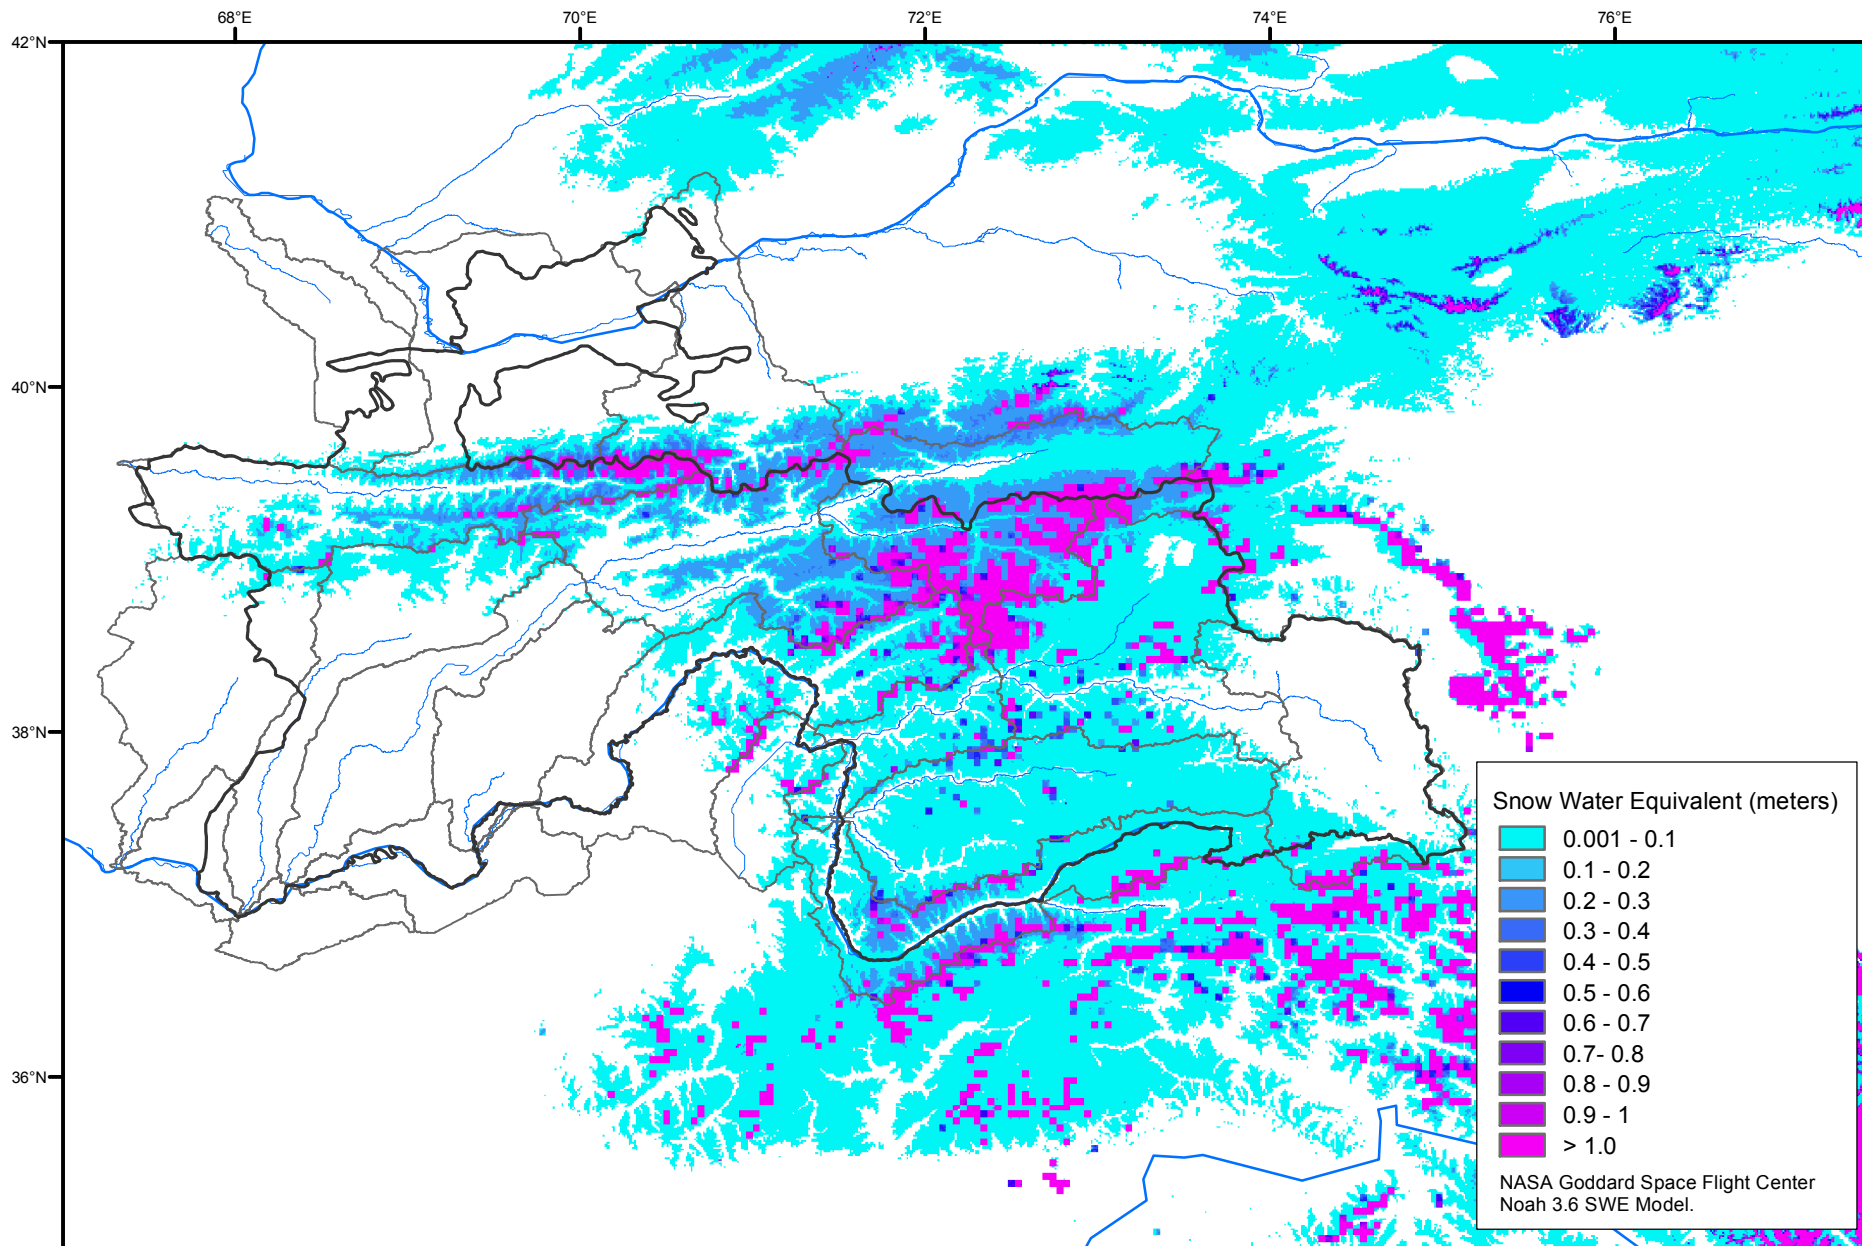 68°E
70°E
72°E
74°E
76°E
42°N
40°N
38°N
36°N
Snow Water Equivalent (meters)
0.001 - 0.1
0.1 - 0.2
0.2 - 0.3
0.3 - 0.4
0.4 - 0.5
0.5 - 0.6
0.6 - 0.7
0.7- 0.8
0.8 - 0.9
0.9 - 1
> 1.0
NASA Goddard Space Flight Center
Noah 3.6 SWE Model.